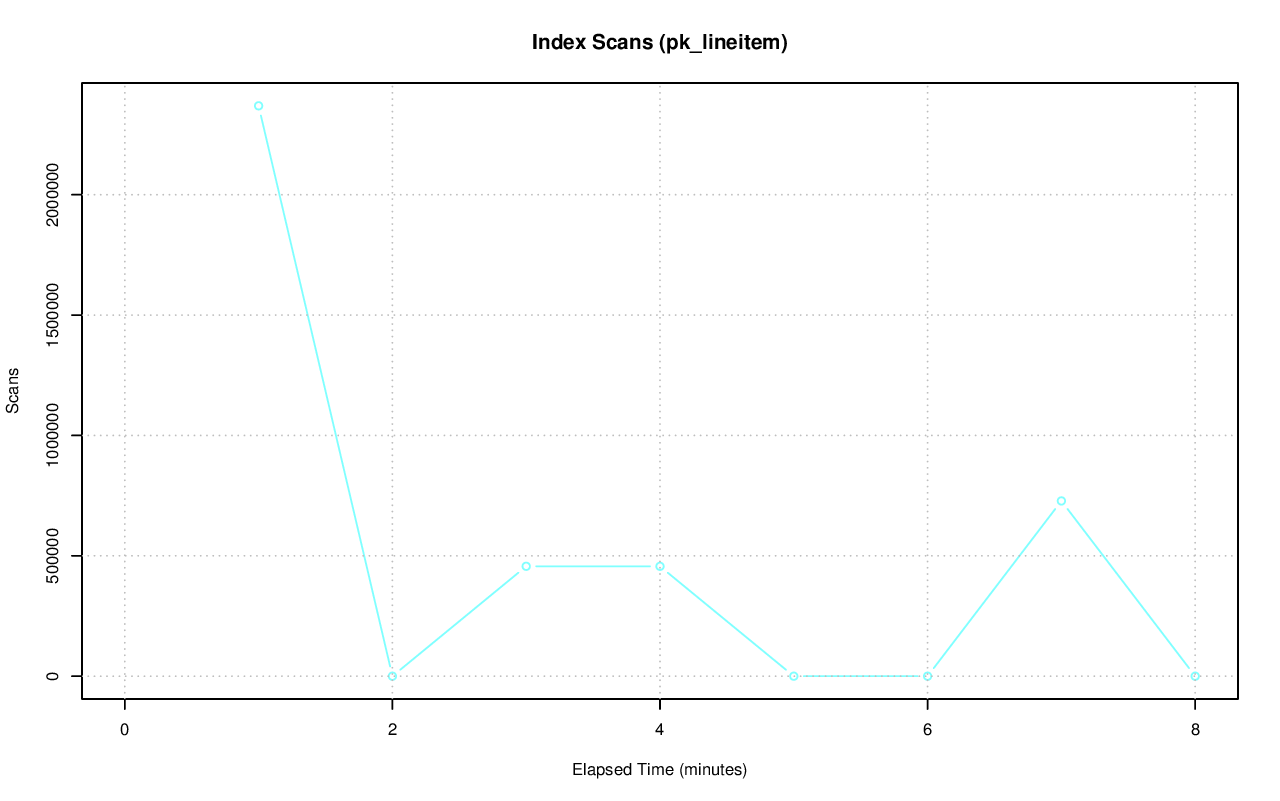 Index Scans (pk_lineitem)
Scans
2000000
1500000
1000000
500000
0
0 2 4 6 8
Elapsed Time (minutes)